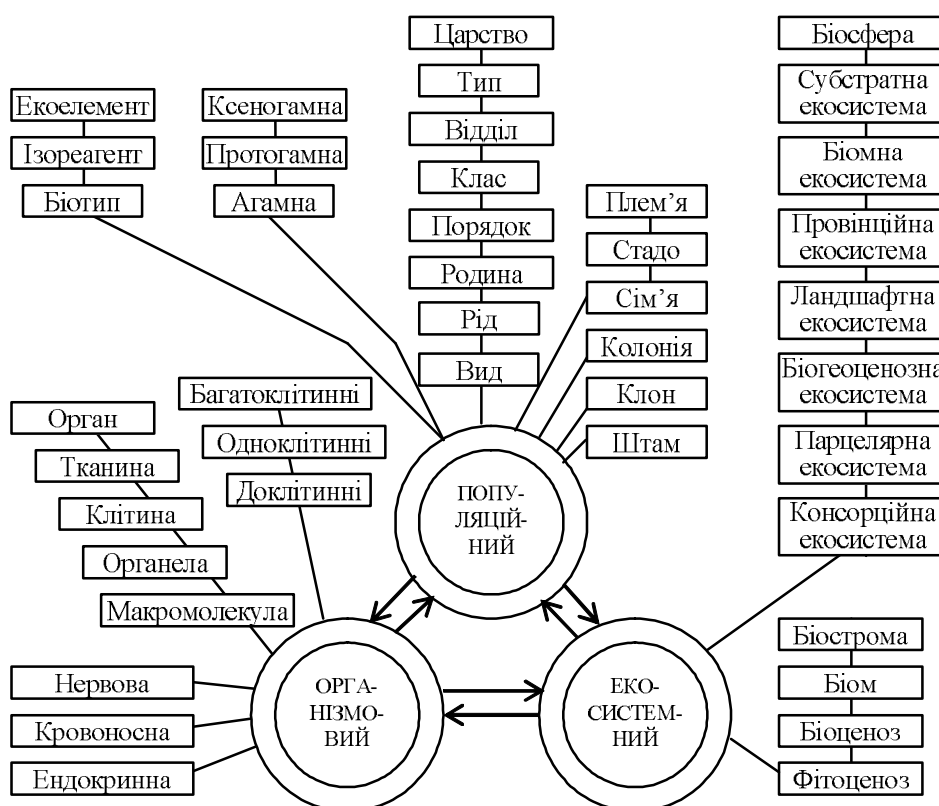 Екоелемент
Ізореагент
Біотип
Ксеногамна
Протогамна
Агамна
Царство
Тип
Відділ
Клас
Порядок
Родина
Рід
Вид
Плем’я
Стадо
Сім’я
Колонія
Клон
Штам
Біосфера
Субстратна
екосистема
Біомна
екосистема
Провінційна
екосистема
Ландшафтна
екосистема
Біогеоценозна
екосистема
Парцелярна
екосистема
Консорційна
екосистема
Багатоклітинні
Одноклітинні
Доклітинні
Орган
Тканина
Клітина
Органела
Макромолекула
Нервова
Кровоносна
Ендокринна
ПОПУ-
ЛЯЦІЙ-
НИЙ
ОРГА-
НІЗМО-
ВИЙ
ЕКО-
СИСТЕМ-
НИЙ
Біострома
Біом
Біоценоз
Фітоценоз